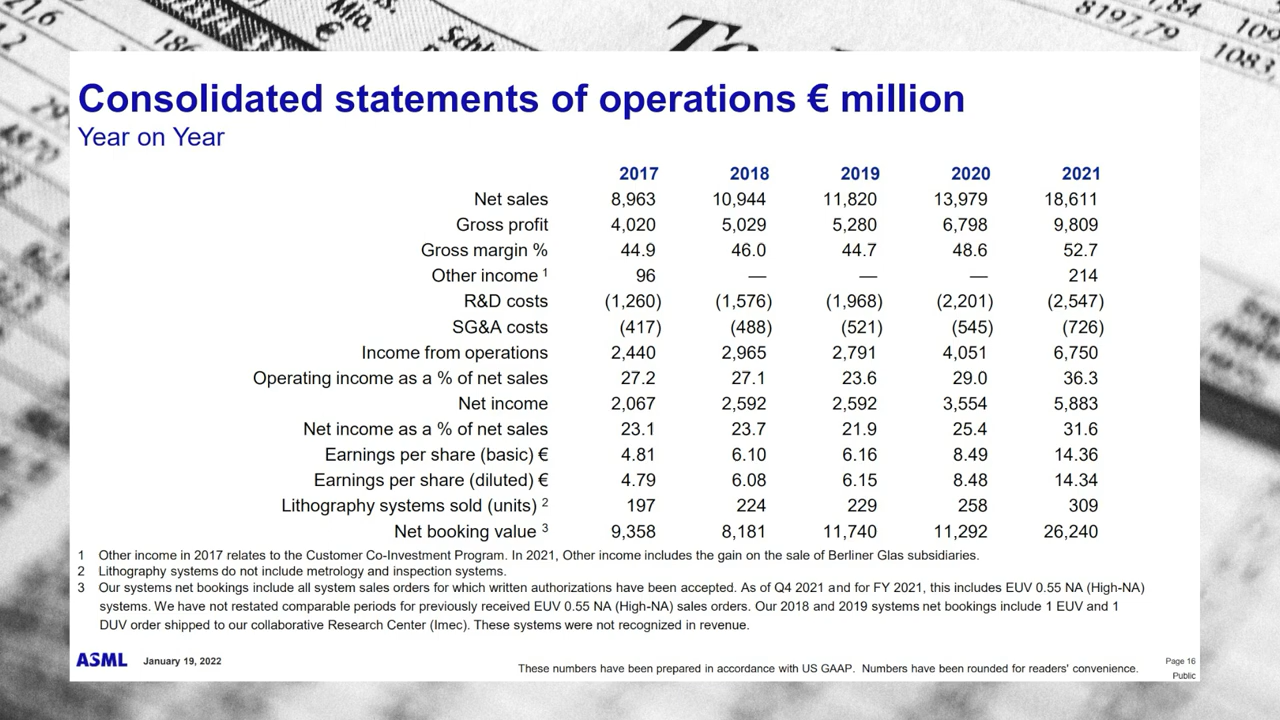 21,6
Mio.
€
186
To
8197,79
1083,
4870
Consolidated statements of operations € million
Year on Year
2017 2018 2019 2020 2021
Net sales 8,963 10,944 11,820 13,979 18,611
Gross profit 4,020 5,029 5,280 6,798 9,809
Gross margin % 44.9 46.0 44.7 48.6 52.7
Other income 1 96 — — — 214
R&D costs (1,260) (1,576) (1,968) (2,201) (2,547)
SG&A costs (417) (488) (521) (545) (726)
Income from operations 2,440 2,965 2,791 4,051 6,750
Operating income as a % of net sales 27.2 27.1 23.6 29.0 36.3
Net income 2,067 2,592 2,592 3,554 5,883
Net income as a % of net sales 23.1 23.7 21.9 25.4 31.6
Earnings per share (basic) € 4.81 6.10 6.16 8.49 14.36
Earnings per share (diluted) € 4.79 6.08 6.15 8.48 14.34
Lithography systems sold (units) 2 197 224 229 258 309
Net booking value 3 9,358 8,181 11,740 11,292 26,240
1 Other income in 2017 relates to the Customer Co-Investment Program. In 2021, Other income includes the gain on the sale of Berliner Glas subsidiaries.
2 Lithography systems do not include metrology and inspection systems.
3 Our systems net bookings include all system sales orders for which written authorizations have been accepted. As of Q4 2021 and for FY 2021, this includes EUV 0.55 NA (High-NA)
systems. We have not restated comparable periods for previously received EUV 0.55 NA (High-NA) sales orders. Our 2018 and 2019 systems net bookings include 1 EUV and 1
DUV order shipped to our collaborative Research Center (Imec). These systems were not recognized in revenue.
ASML January 19, 2022
These numbers have been prepared in accordance with US GAAP. Numbers have been rounded for readers' convenience.
Page 16
Public